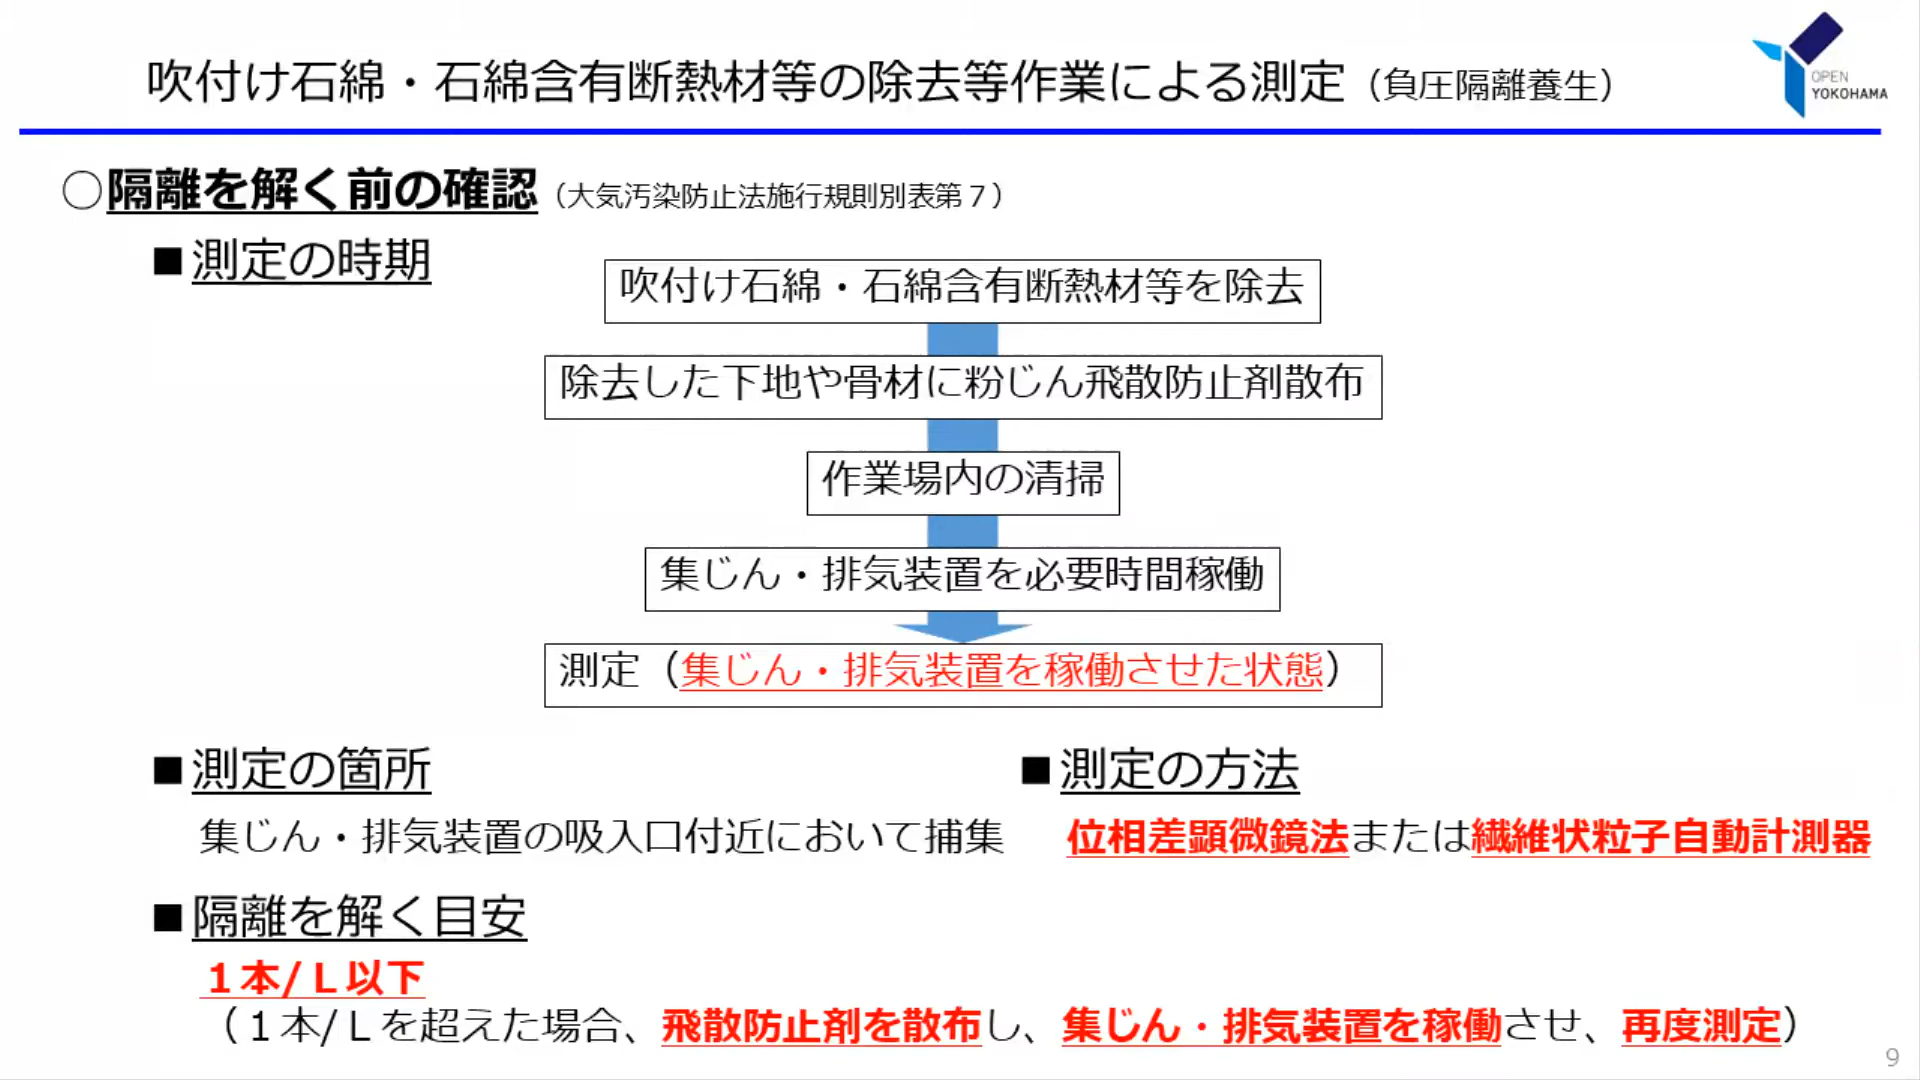 吹付け石綿・石綿含有断熱材等の除去等作業による測定（負圧隔離養生）
OPEN
YOKOHAMA
○隔離を解く前の確認（大気汚染防止法施行規則別表第７）
■測定の時期
吹付け石綿・石綿含有断熱材等を除去
除去した下地や骨材に粉じん飛散防止剤散布
作業場内の清掃
集じん・排気装置を必要時間稼働
測定（集じん・排気装置を稼働させた状態）
■測定の箇所
集じん・排気装置の吸入口付近において捕集
■測定の方法
位相差顕微鏡法または繊維状粒子自動計測器
■隔離を解く目安
１本/Ｌ以下
（１本/Ｌを超えた場合、飛散防止剤を散布し、集じん・排気装置を稼働させ、再度測定）
9